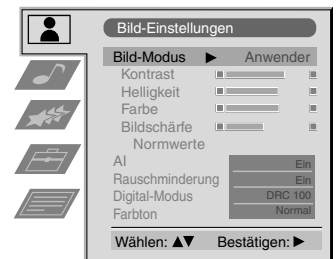 Bild-Einstellungen
Bild-Modus ▶ Anwender
Kontrast
Helligkeit
Farbe
Bildschärfe
Normwerte
AI Ein
Rauschminderung Ein
Digital-Modus DRC 100
Farbton Normal
Wählen: ▲▼ Bestätigen: ▶